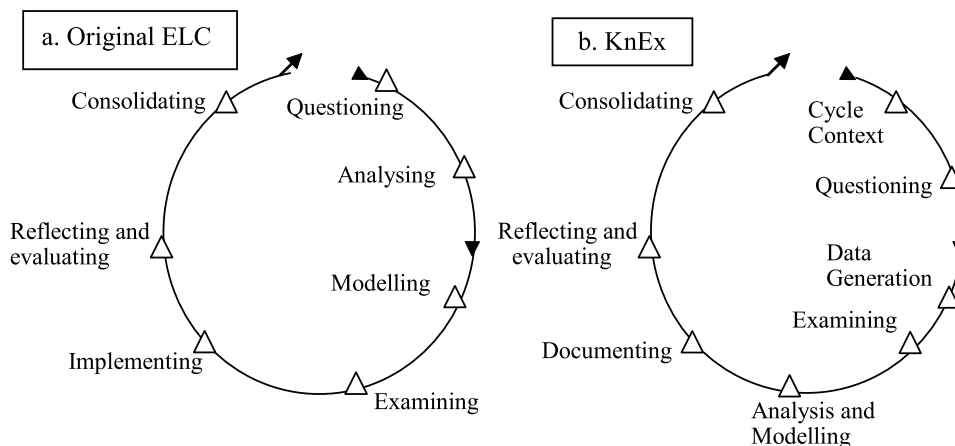 a. Original ELC
Questioning
Analysing
Modelling
Examining
Implementing
Reflecting and
evaluating
Consolidating
b. KnEx
Cycle
Context
Questioning
Data
Generation
Examining
Analysis and
Modelling
Documenting
Reflecting and
evaluating
Consolidating